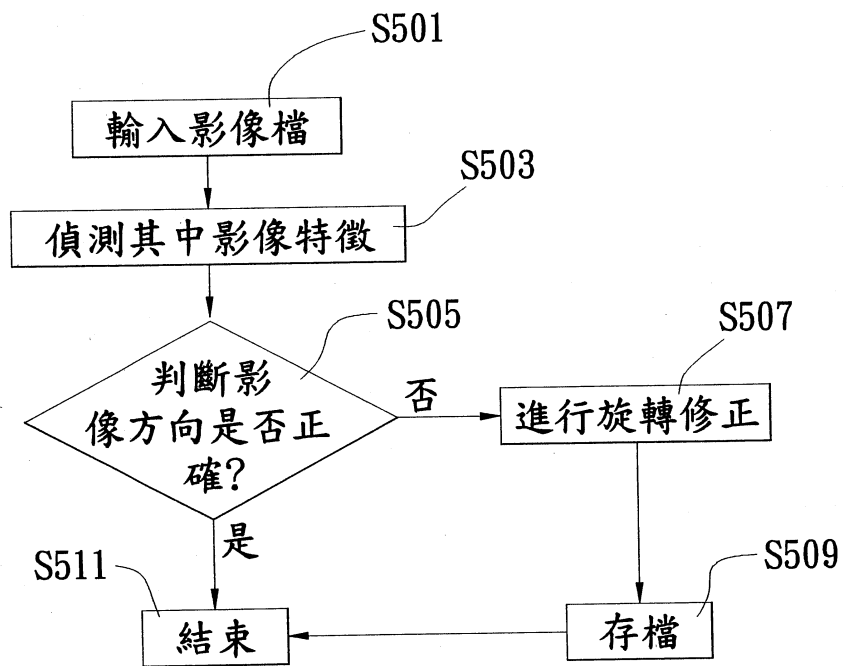 S501
輸入影像檔
S503
偵測其中影像特徵
S505
判斷影
像方向是否正
確?
否
S507
進行旋轉修正
是
S511
結束
S509
存檔